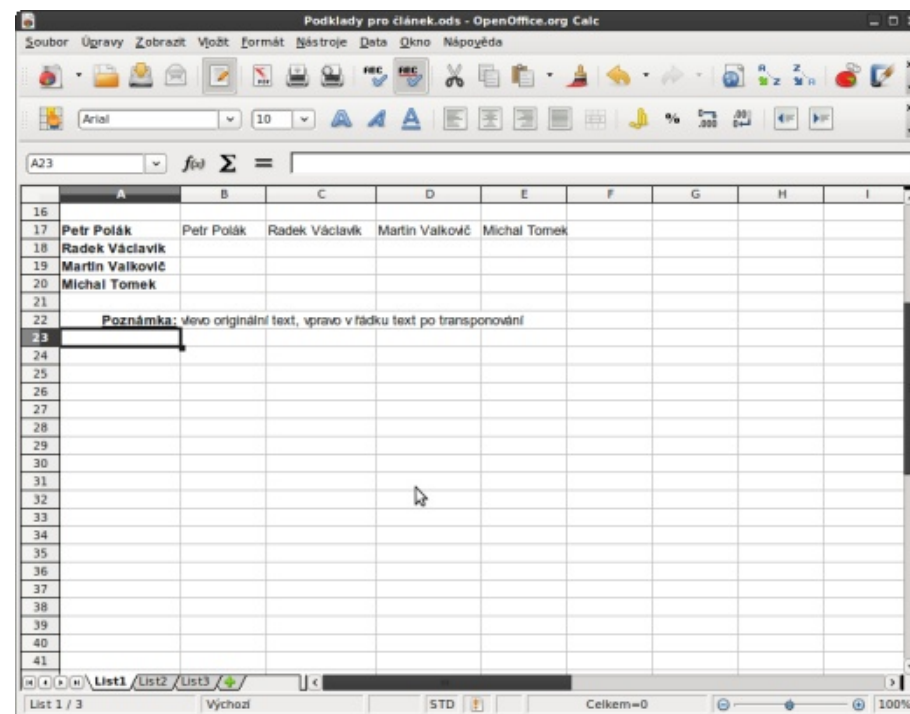 Podklady pro článek.ods - OpenOffice.org Calc
Soubor Úpravy Zobrazit Vložit Formát Nástroje Data Okno Nápověda
Arial 10
A23 f(x) Σ =
A B C D E F G H I
16
17 Petr Polák Petr Polák Radek Václavík Martin Valkovič Michal Tomek
18 Radek Václavík
19 Martin Valkovič
20 Michal Tomek
21
22 Poznámka: vlevo originální text, vpravo v řádku text po transponování
23
24
25
26
27
28
29
30
31
32
33
34
35
36
37
38
39
40
41
List1 List2 List3
List 1 / 3 Výchozí STD Celkem=0 100%